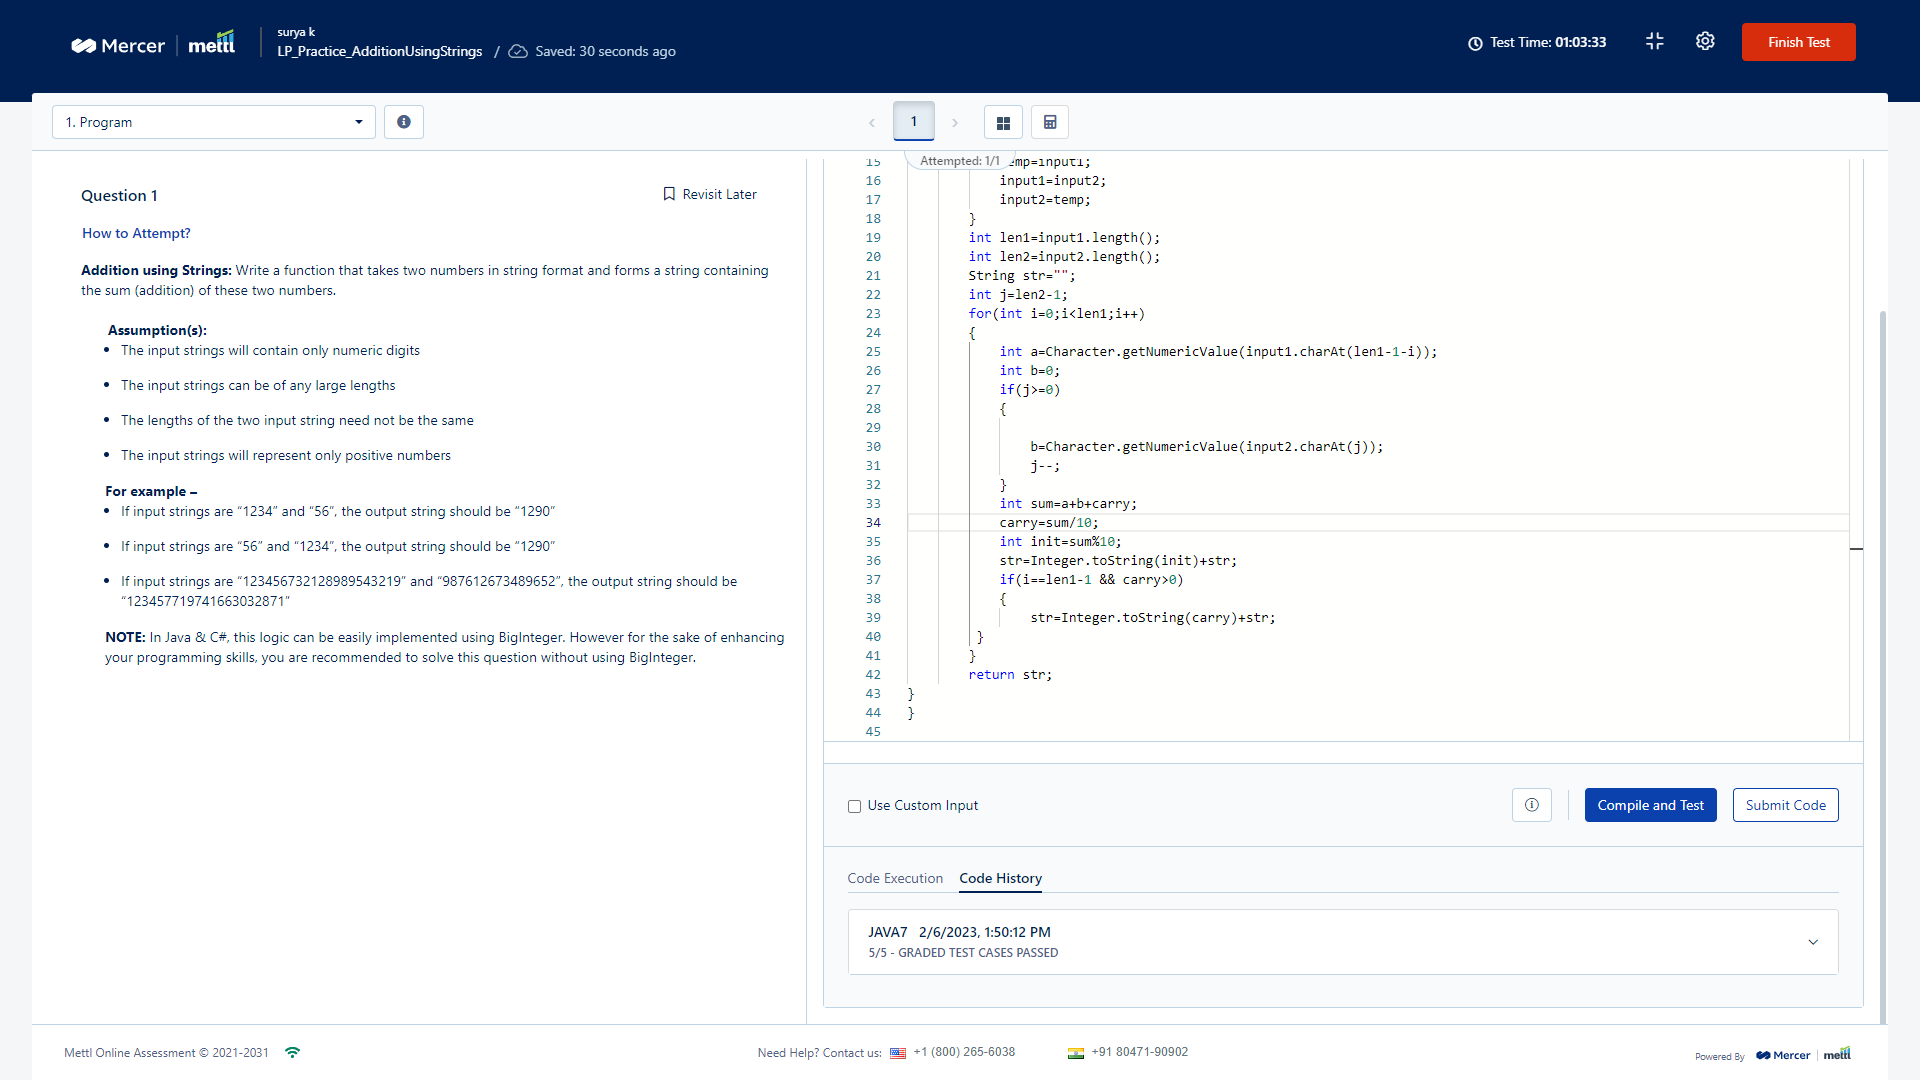 Mercer mettl
surya k
LP_Practice_AdditionUsingStrings / Saved: 30 seconds ago
Test Time: 01:03:33
Finish Test
1. Program
1
Attempted: 1/1
Question 1
Revisit Later
How to Attempt?
Addition using Strings: Write a function that takes two numbers in string format and forms a string containing
the sum (addition) of these two numbers.
Assumption(s):
• The input strings will contain only numeric digits
• The input strings can be of any large lengths
• The lengths of the two input string need not be the same
• The input strings will represent only positive numbers
For example –
• If input strings are “1234” and “56”, the output string should be “1290”
• If input strings are “56” and “1234”, the output string should be “1290”
• If input strings are “123456732128989543219” and “987612673489652”, the output string should be
“123457719741663032871”
NOTE: In Java & C#, this logic can be easily implemented using BigInteger. However for the sake of enhancing
your programming skills, you are recommended to solve this question without using BigInteger.
15 emp=input1;
16 input1=input2;
17 input2=temp;
18 }
19 int len1=input1.length();
20 int len2=input2.length();
21 String str="";
22 int j=len2-1;
23 for(int i=0;i<len1;i++)
24 {
25 int a=Character.getNumericValue(input1.charAt(len1-1-i));
26 int b=0;
27 if(j>=0)
28 {
29
30 b=Character.getNumericValue(input2.charAt(j));
31 j--;
32 }
33 int sum=a+b+carry;
34 carry=sum/10;
35 int init=sum%10;
36 str=Integer.toString(init)+str;
37 if(i==len1-1 && carry>0)
38 {
39 str=Integer.toString(carry)+str;
40 }
41 }
42 return str;
43 }
44 }
45
Use Custom Input
Compile and Test
Submit Code
Code Execution
Code History
JAVA7 2/6/2023, 1:50:12 PM
5/5 - GRADED TEST CASES PASSED
Mettl Online Assessment © 2021-2031
Need Help? Contact us: +1 (800) 265-6038
+91 80471-90902
Powered By Mercer mettl